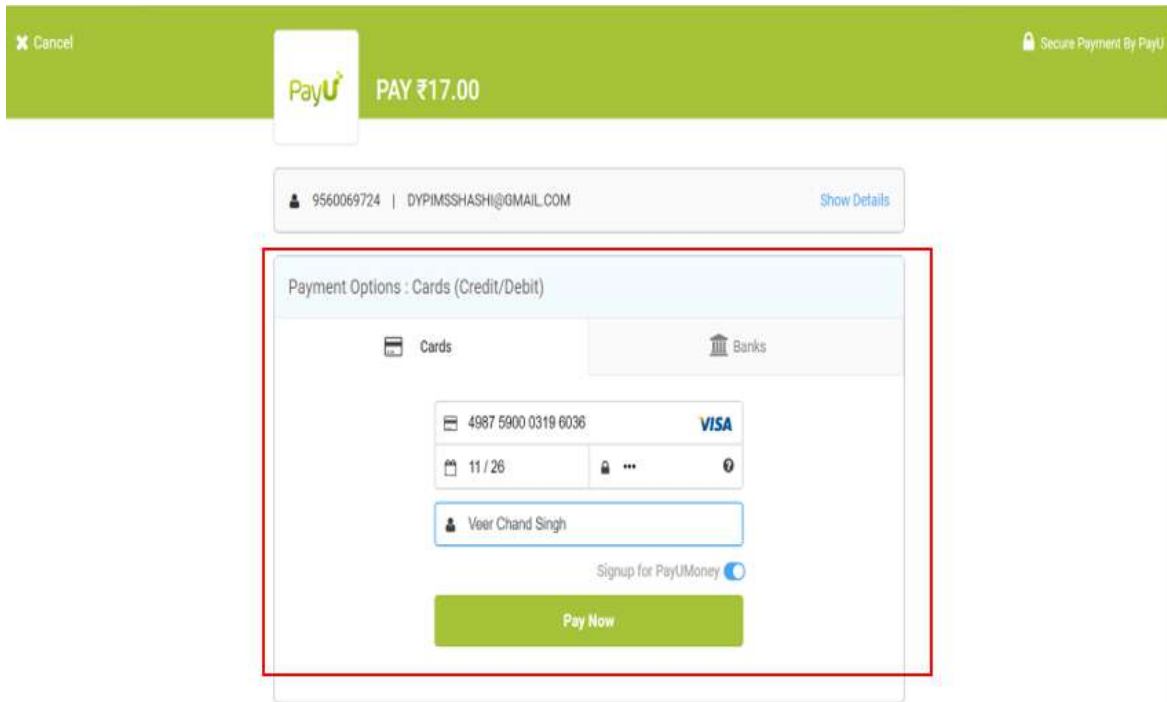 Cancel
Secure Payment By PayU
PayU
PAY ₹17.00
9560069724 | DYPIMSSHASHI@GMAIL.COM
Show Details
Payment Options : Cards (Credit/Debit)
Cards
Banks
4987 5900 0319 6036
VISA
11 / 26
•••
Veer Chand Singh
Signup for PayUMoney
Pay Now